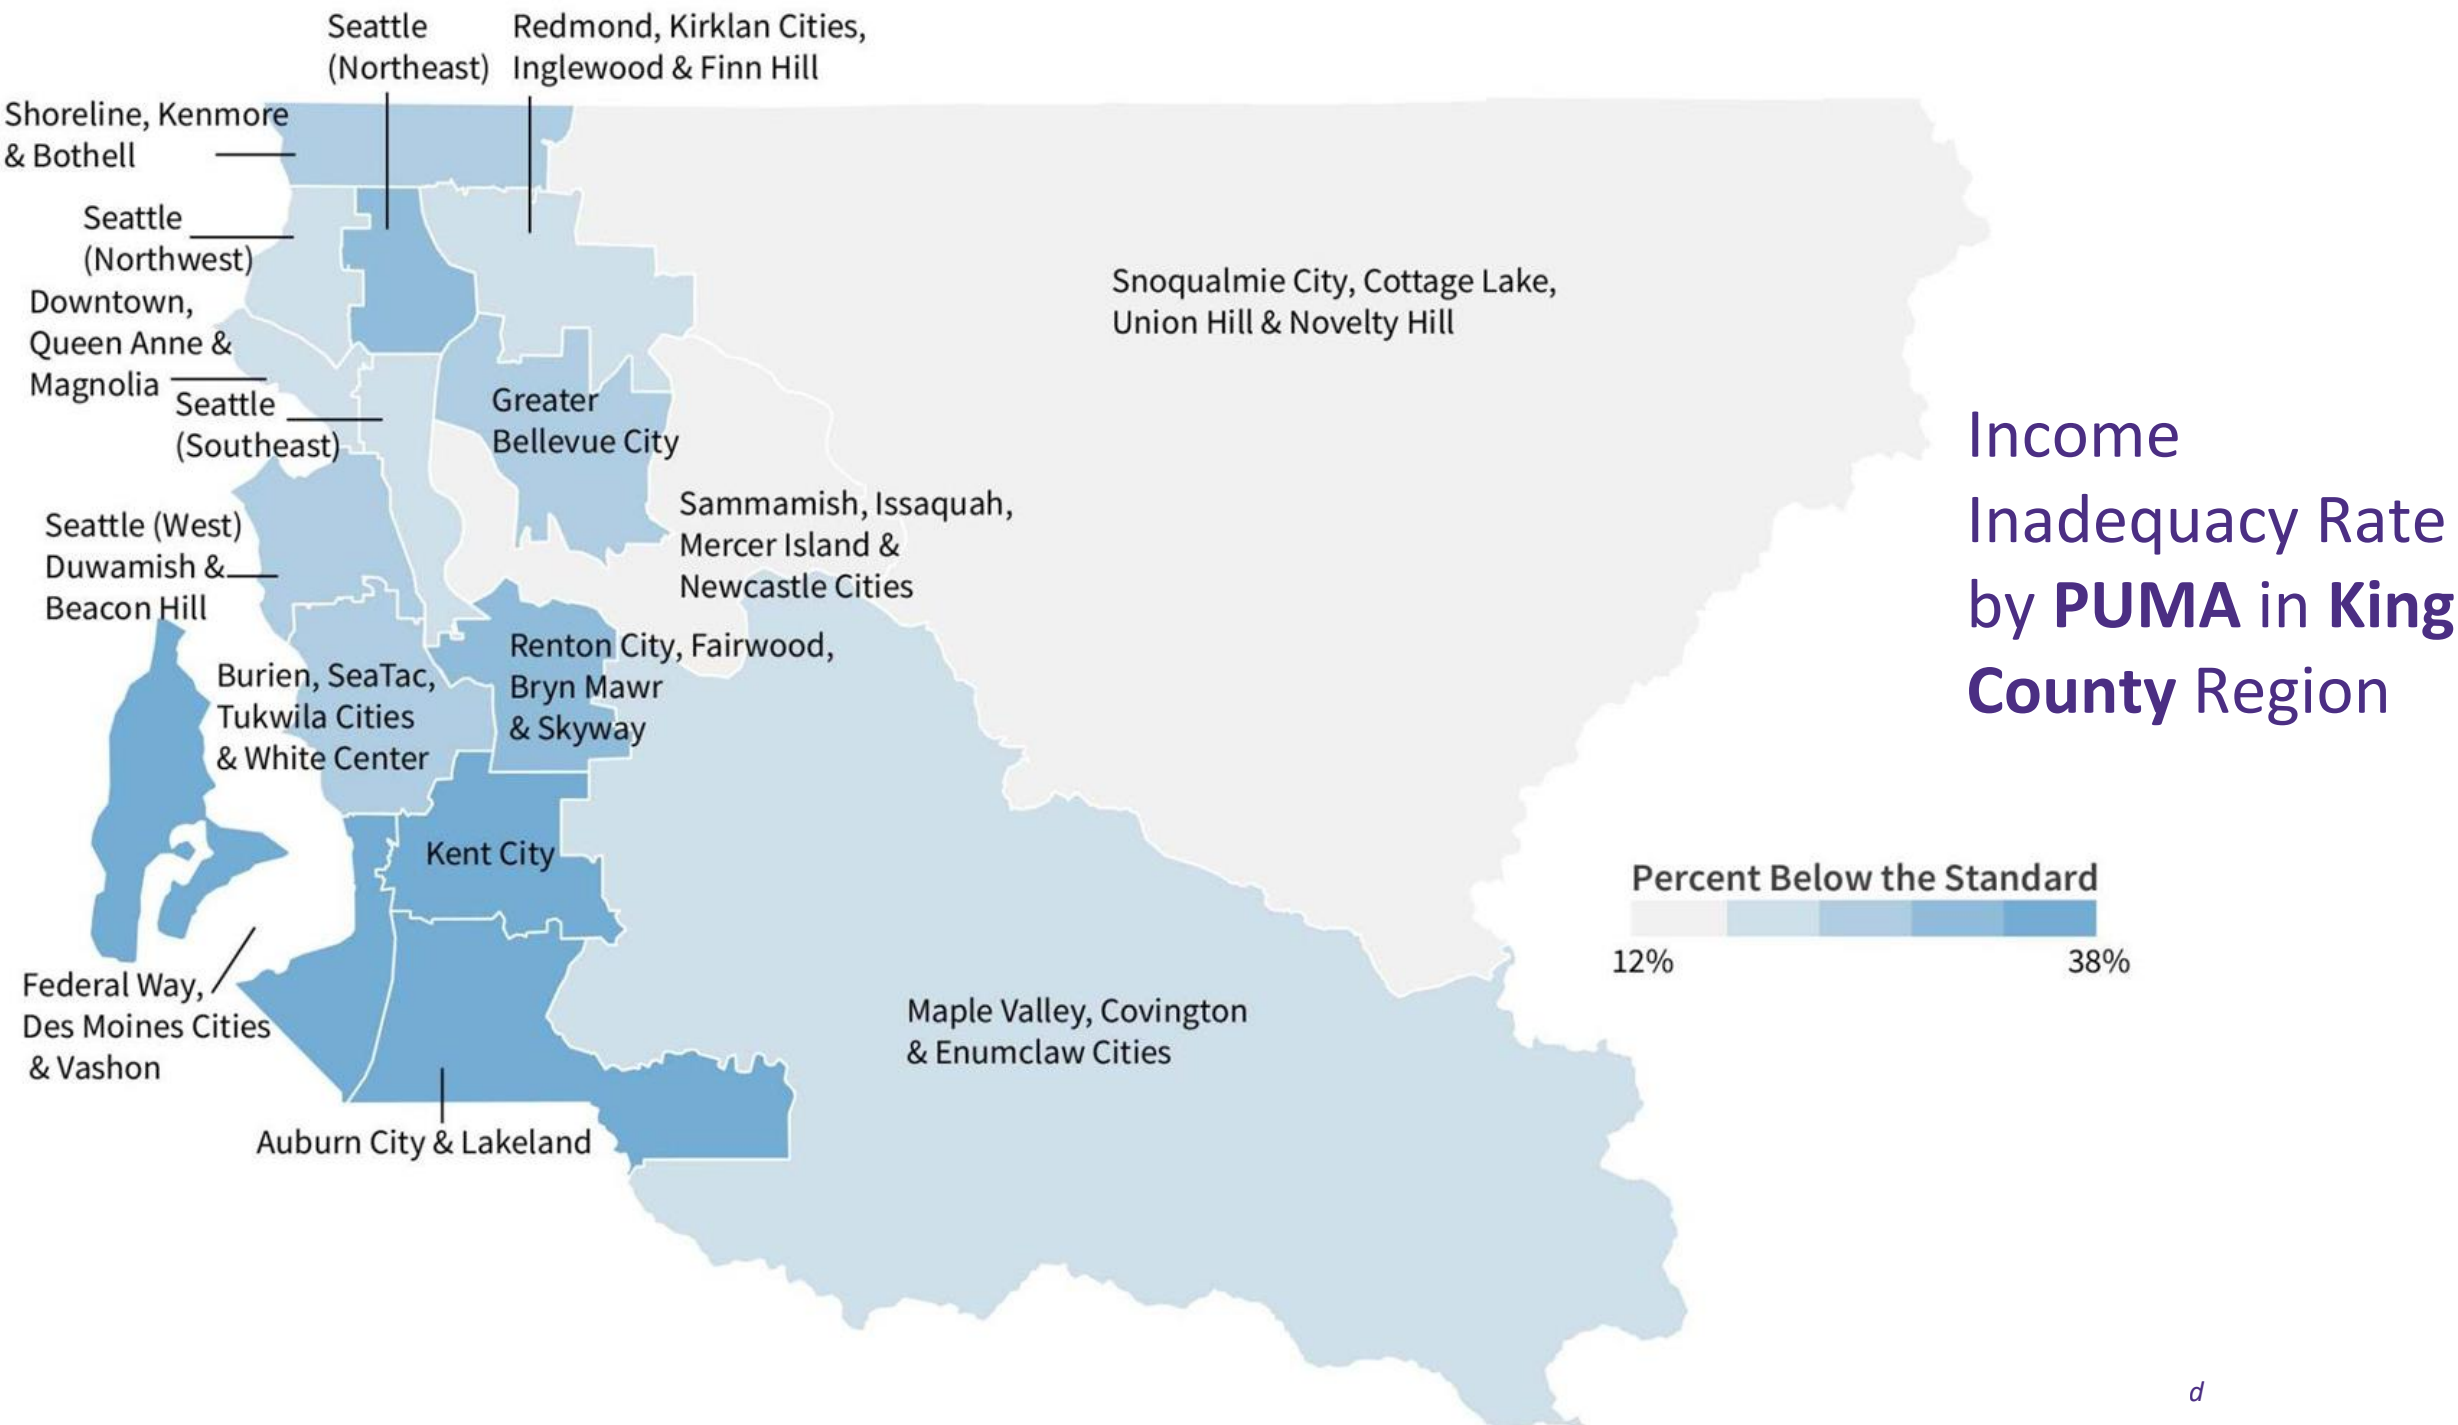 Seattle
(Northeast)
Redmond, Kirklan Cities,
Inglewood & Finn Hill
Shoreline, Kenmore
& Bothell
Seattle
(Northwest)
Downtown,
Queen Anne &
Magnolia
Seattle
(Southeast)
Seattle (West)
Duwamish &
Beacon Hill
Greater
Bellevue City
Snoqualmie City, Cottage Lake,
Union Hill & Novelty Hill
Sammamish, Issaquah,
Mercer Island &
Newcastle Cities
Renton City, Fairwood,
Bryn Mawr
& Skyway
Burien, SeaTac,
Tukwila Cities
& White Center
Kent City
Federal Way,
Des Moines Cities
& Vashon
Auburn City & Lakeland
Maple Valley, Covington
& Enumclaw Cities
Income
Inadequacy Rate
by PUMA in King
County Region
Percent Below the Standard
12%
38%
d